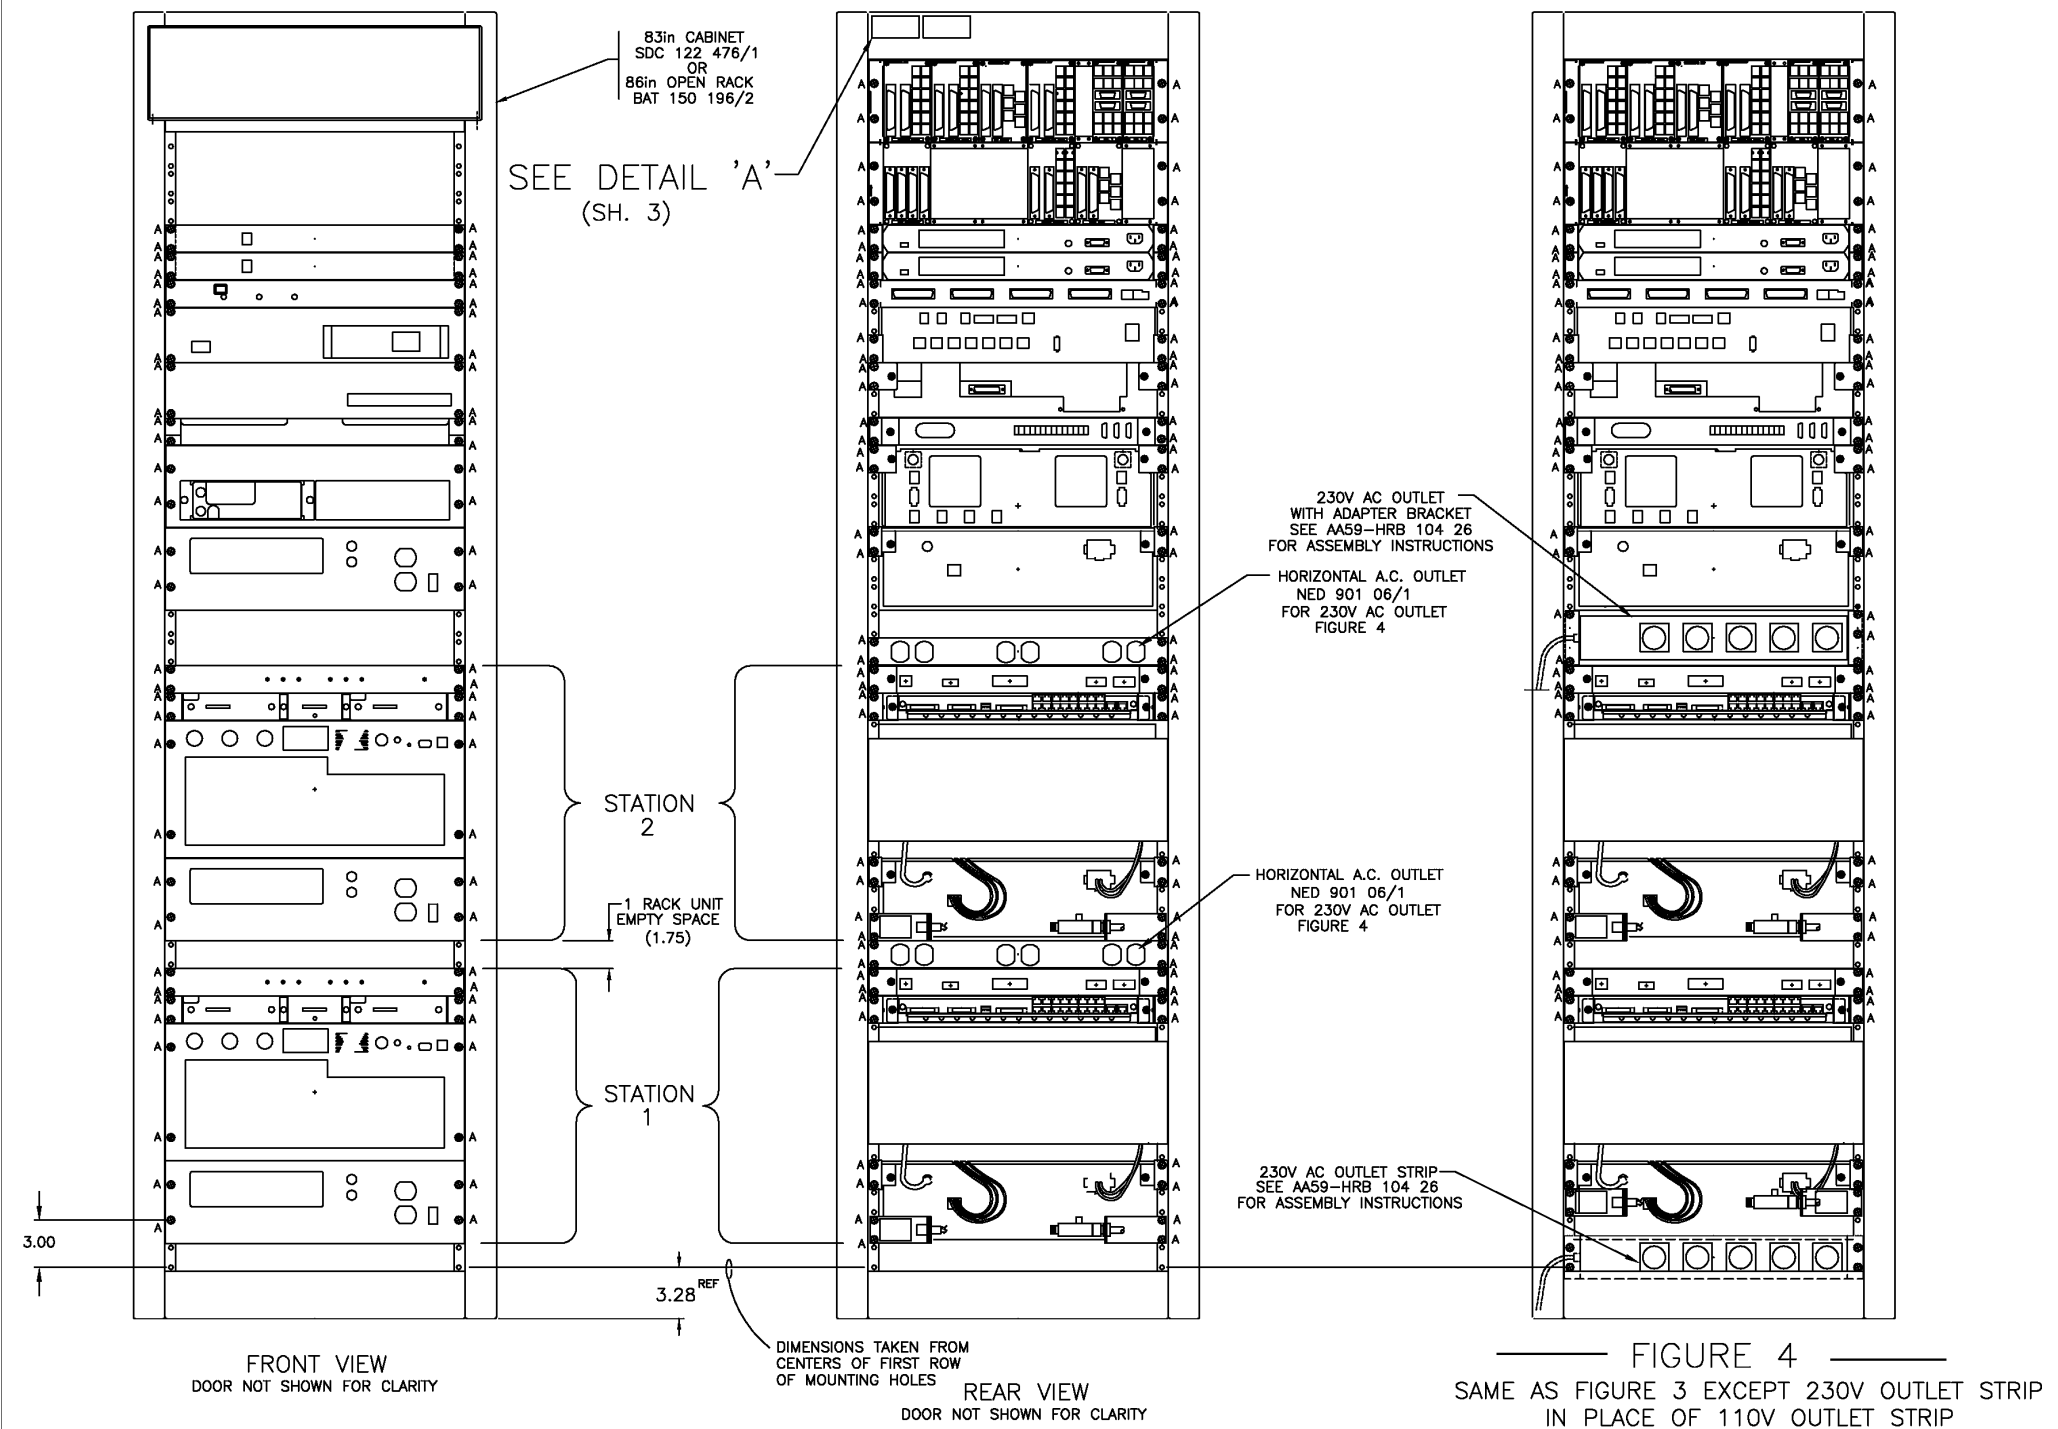 83in CABINET
SDC 122 476/1
OR
86in OPEN RACK
BAT 150 196/2
SEE DETAIL 'A'
(SH. 3)
230V AC OUTLET
WITH ADAPTER BRACKET
SEE AA59-HRB 104 26
FOR ASSEMBLY INSTRUCTIONS
HORIZONTAL A.C. OUTLET
NED 901 06/1
FOR 230V AC OUTLET
FIGURE 4
STATION
2
1 RACK UNIT
EMPTY SPACE
(1.75)
HORIZONTAL A.C. OUTLET
NED 901 06/1
FOR 230V AC OUTLET
FIGURE 4
STATION
1
230V AC OUTLET STRIP
SEE AA59-HRB 104 26
FOR ASSEMBLY INSTRUCTIONS
3.00
3.28 REF
DIMENSIONS TAKEN FROM
CENTERS OF FIRST ROW
OF MOUNTING HOLES
FRONT VIEW
DOOR NOT SHOWN FOR CLARITY
REAR VIEW
DOOR NOT SHOWN FOR CLARITY
FIGURE 4
SAME AS FIGURE 3 EXCEPT 230V OUTLET STRIP
IN PLACE OF 110V OUTLET STRIP